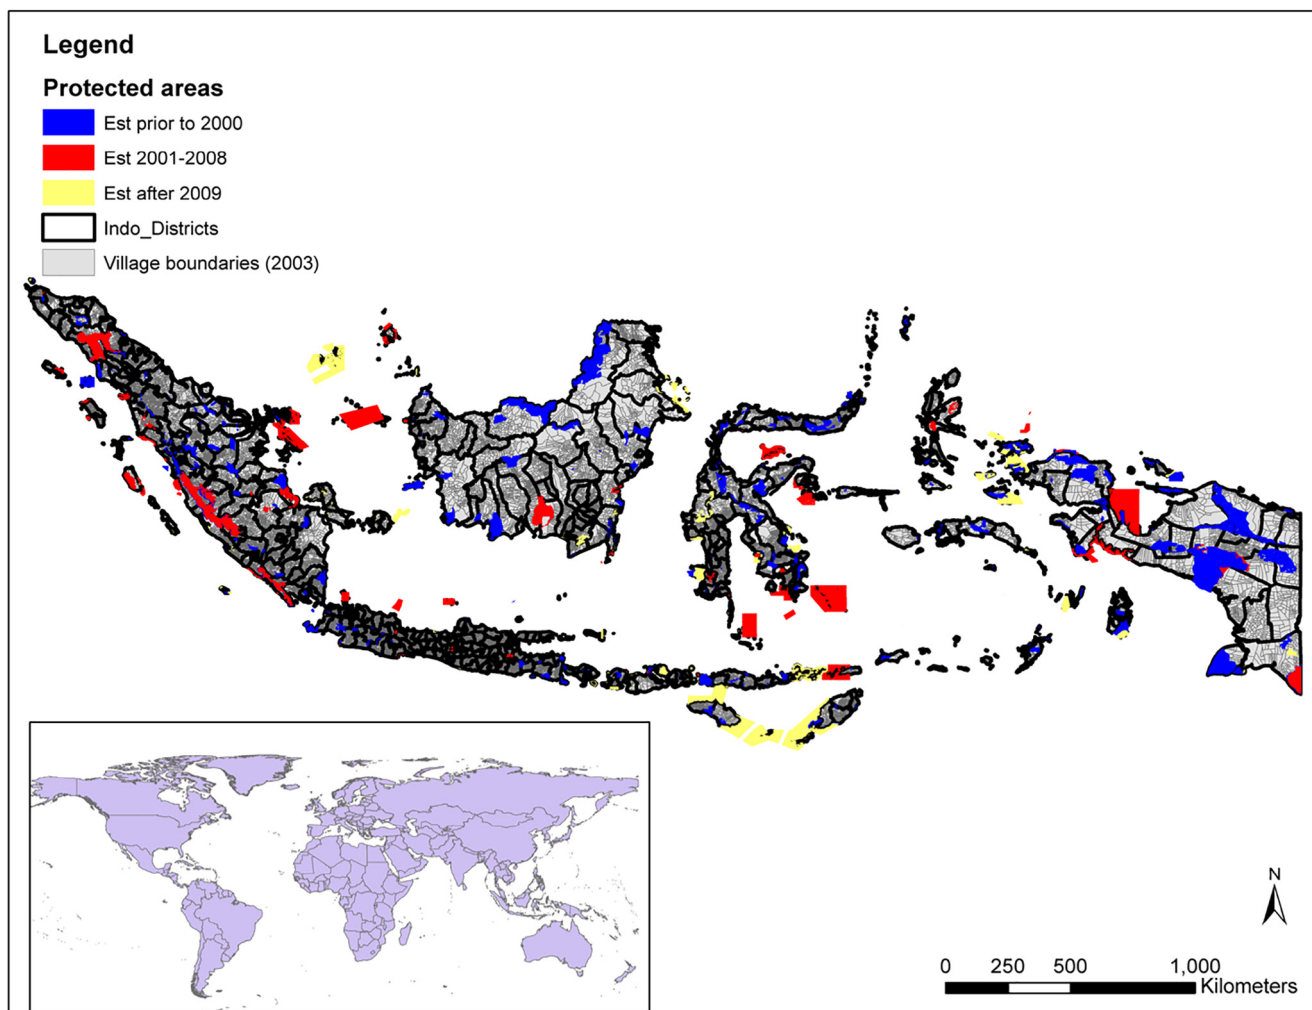 Legend
Protected areas
Est prior to 2000
Est 2001-2008
Est after 2009
Indo_Districts
Village boundaries (2003)
N
0 250 500 1,000
Kilometers